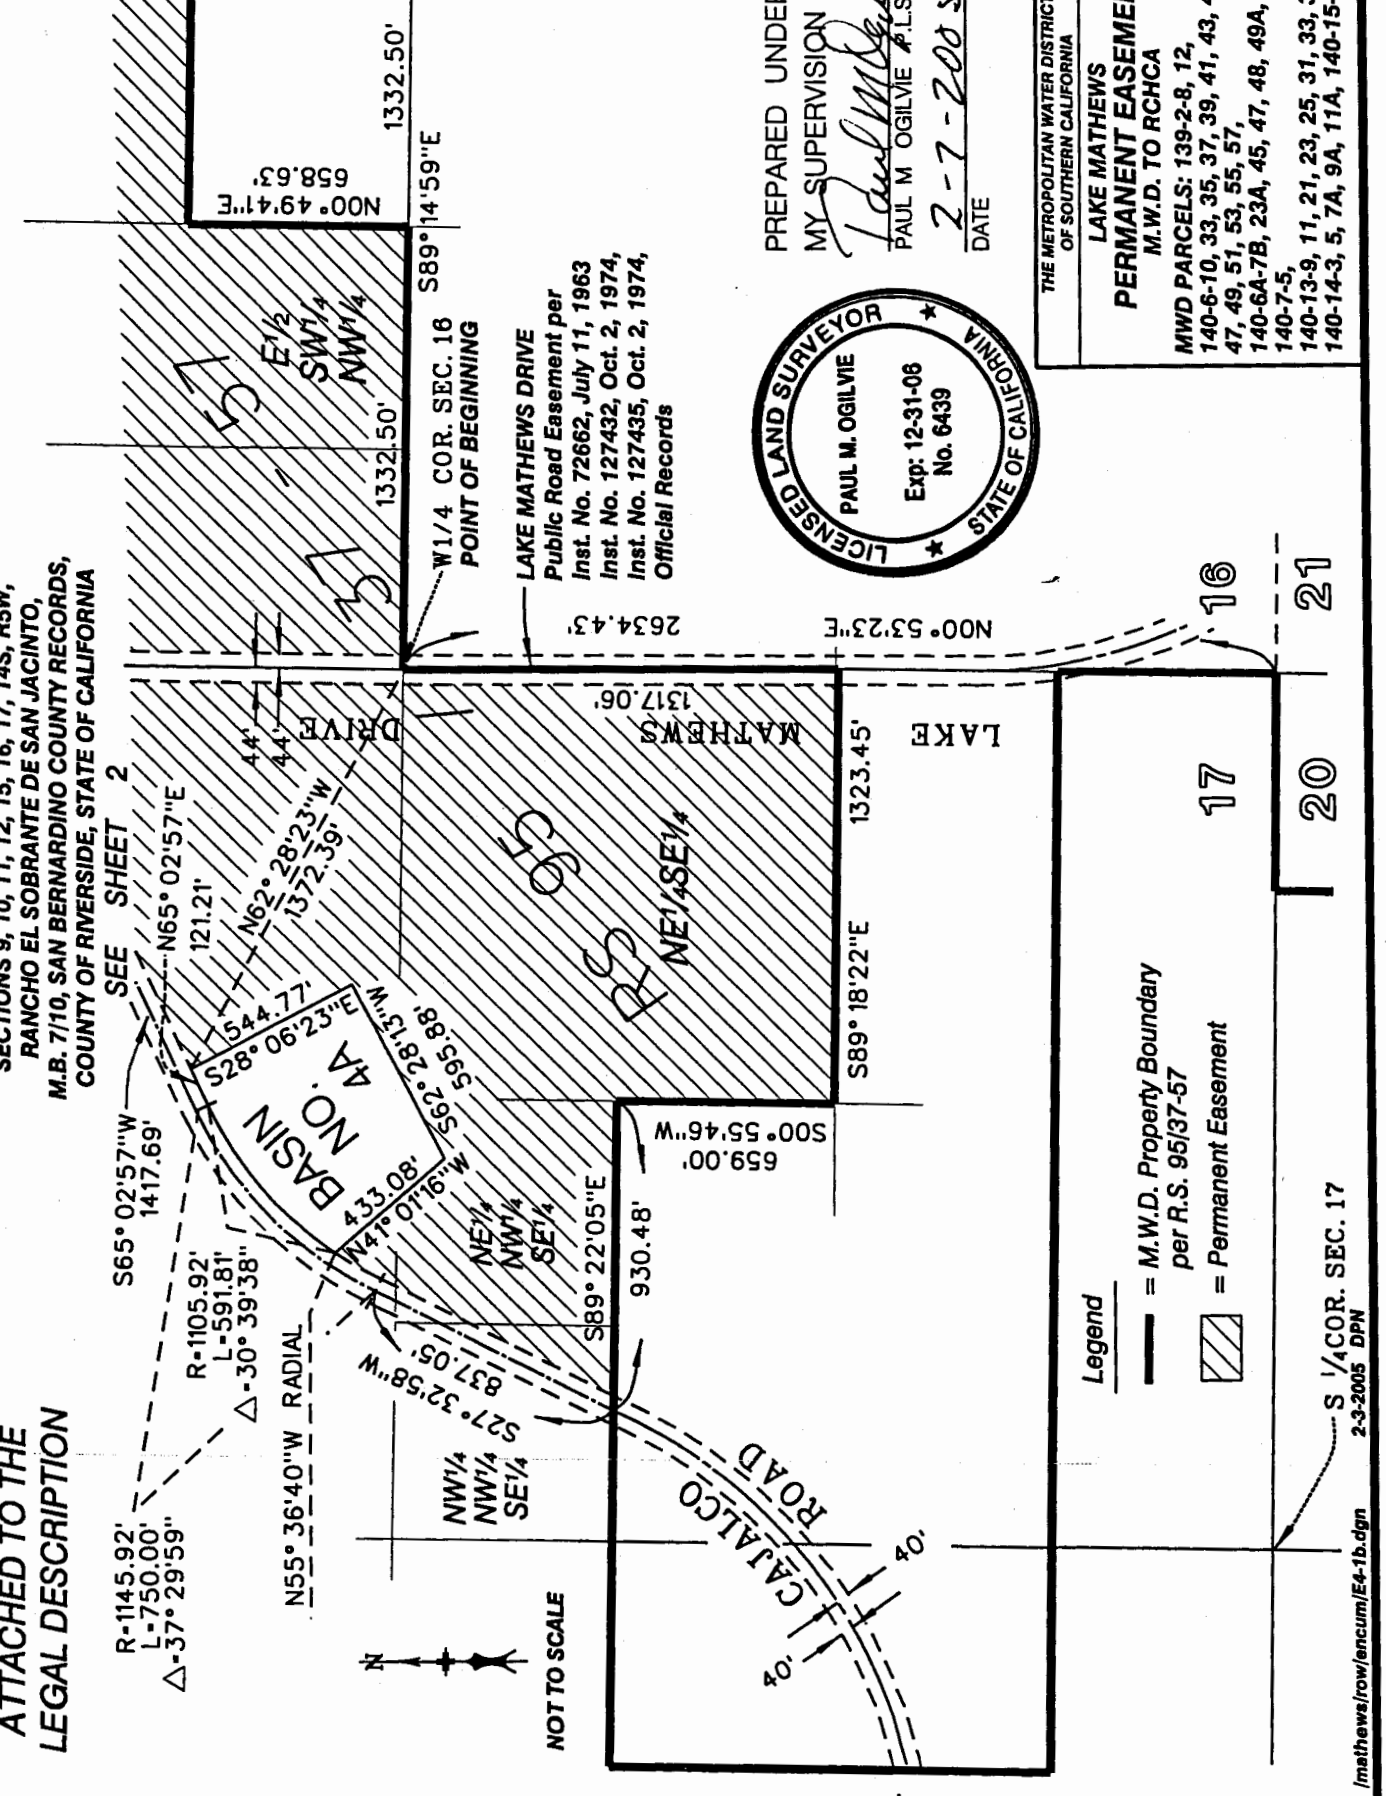 ATTACHED TO THE
LEGAL DESCRIPTION
RANCHO EL SOBRANTE DE SAN JACINTO,
M.B. 7/10, SAN BERNARDINO COUNTY RECORDS,
COUNTY OF RIVERSIDE, STATE OF CALIFORNIA
SEE SHEET 2
R=1145.92'
L=750.00'
△=37°29'59"
S65°02'57"W
1417.69'
R=1105.92'
L=591.81'
△=30°39'38"
N55°36'40"W RADIAL
N65°02'57"E
121.21'
N62°28'23"W
1372.39'
44'
44'
544.77'
S28°06'23"E
BASIN
NO.
4A
S62°28'13"W
595.88'
433.08'
N41°01'16"W
S27°32'58"W
837.05'
NW1/4
NW1/4
SE1/4
NE1/4
NW1/4
SE1/4
S89°22'05"E
930.48'
659.00'
S00°55'46"W
RS 95
NE1/4SE1/4
DRIVE
MATHEWS
LAKE
1317.06'
2634.43'
N00°53'23"E
S89°18'22"E
1323.45'
E1/2
SW1/4
NW1/4
1332.50'
1332.50'
658.63'
N00°49'41"E
S89°14'59"E
W1/4 COR. SEC. 16
POINT OF BEGINNING
LAKE MATHEWS DRIVE
Public Road Easement per
Inst. No. 72662, July 11, 1963
Inst. No. 127432, Oct. 2, 1974,
Inst. No. 127435, Oct. 2, 1974,
Official Records
N
NOT TO SCALE
CAJALCO
ROAD
40'
40'
16
17
20
21
Legend
= M.W.D. Property Boundary
per R.S. 95/37-57
= Permanent Easement
S 1/4 COR. SEC. 17
LICENSED LAND SURVEYOR
PAUL M. OGILVIE
Exp: 12-31-06
No. 6439
STATE OF CALIFORNIA
PREPARED UNDER
MY SUPERVISION
PAUL M OGILVIE P.L.S
DATE
THE METROPOLITAN WATER DISTRICT
OF SOUTHERN CALIFORNIA
LAKE MATHEWS
PERMANENT
M.W.D. TO RCHCA
MWD PARCELS: 139-2-8, 12,
140-6-10, 33, 35, 37, 39, 41, 43,
47, 49, 51, 53, 55, 57,
140-6A-7B, 23A, 45, 47, 48, 49A,
140-7-5,
140-13-9, 11, 21, 23, 25, 31, 33,
140-14-3, 5, 7A, 9A, 11A, 140-15-
/mathews/row/encum/E4-1b.dgn 2-3-2005 DPN